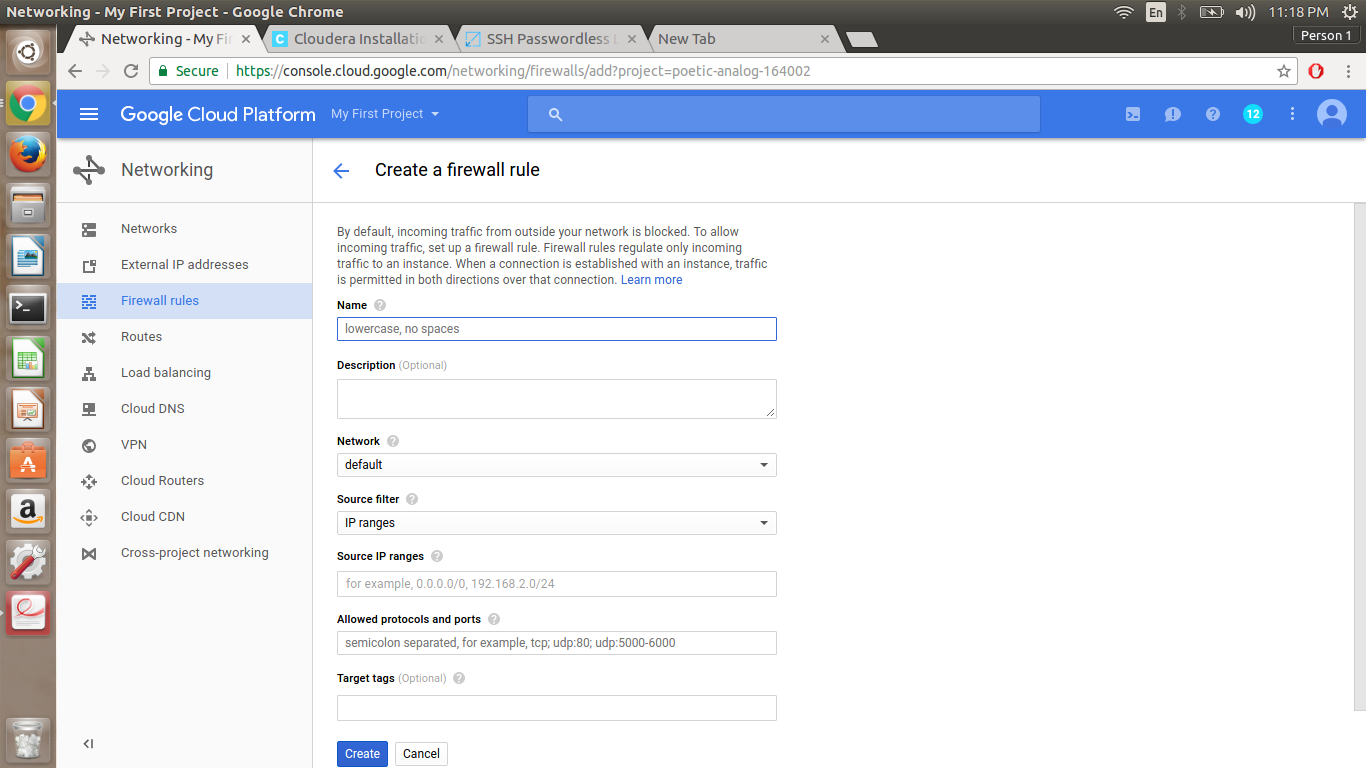 Networking - My First Project - Google Chrome
En
11:18 PM
Networking - My Fir
Cloudera Installatio
SSH Passwordless L
New Tab
Person 1
Secure
https://console.cloud.google.com/networking/firewalls/add?project=poetic-analog-164002
Google Cloud Platform
My First Project
12
Networking
Create a firewall rule
Networks
External IP addresses
Firewall rules
Routes
Load balancing
Cloud DNS
VPN
Cloud Routers
Cloud CDN
Cross-project networking
By default, incoming traffic from outside your network is blocked. To allow
incoming traffic, set up a firewall rule. Firewall rules regulate only incoming
traffic to an instance. When a connection is established with an instance, traffic
is permitted in both directions over that connection. Learn more
Name
lowercase, no spaces
Description (Optional)
Network
default
Source filter
IP ranges
Source IP ranges
for example, 0.0.0.0/0, 192.168.2.0/24
Allowed protocols and ports
semicolon separated, for example, tcp; udp:80; udp:5000-6000
Target tags (Optional)
Create
Cancel